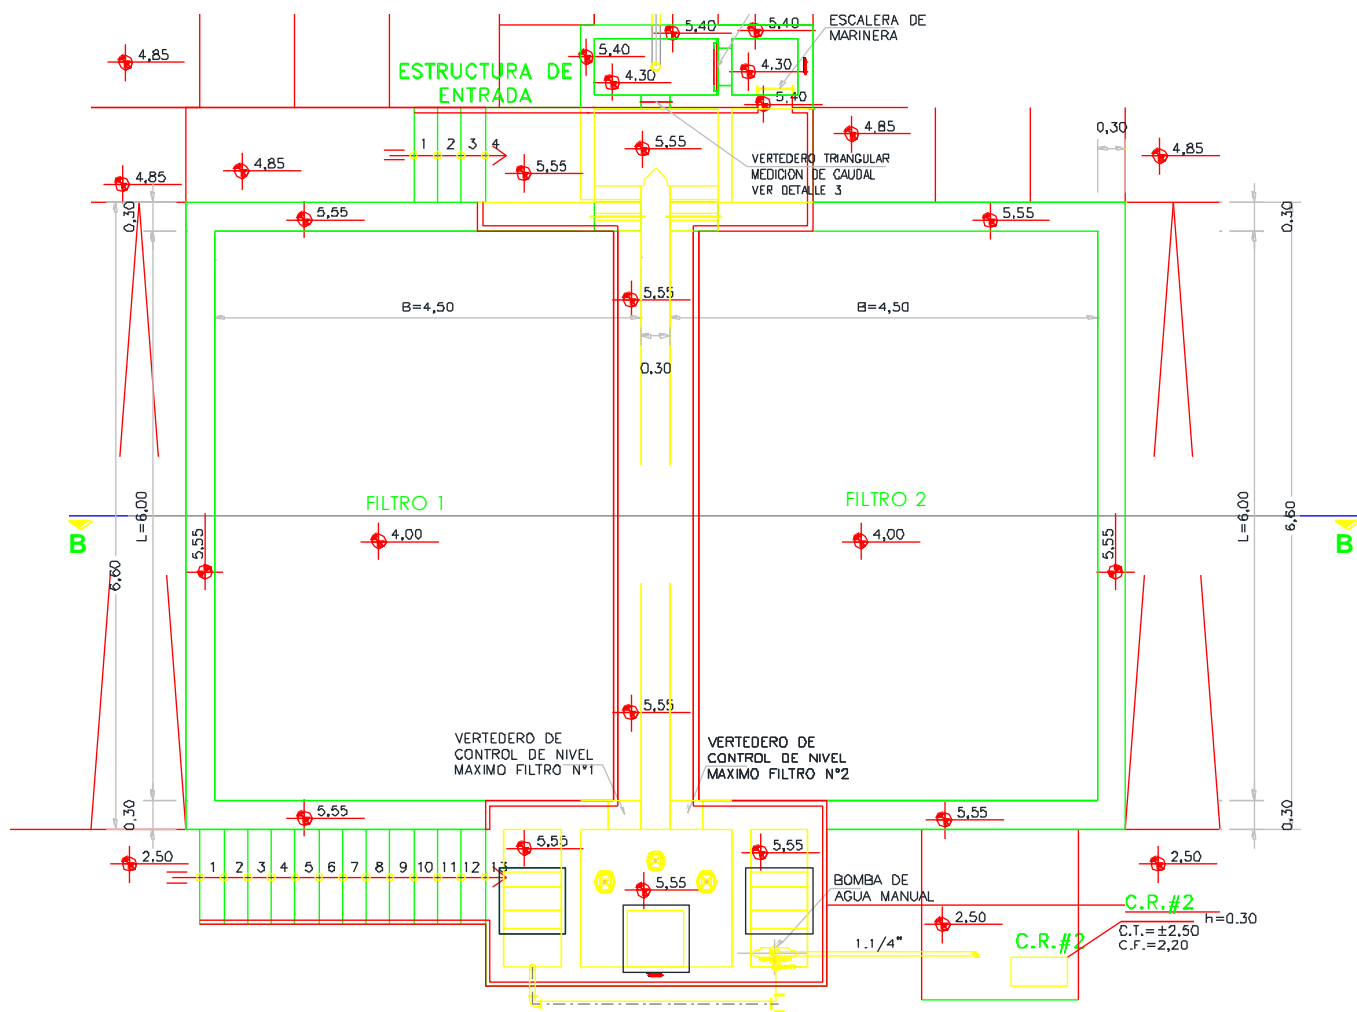 5,40
5,40
ESCALERA DE
MARINERA
4,85
5,40
ESTRUCTURA DE
ENTRADA
4,30
4,30
5,40
1 2 3 4
5,55
4,85
0,30
4,85
4,85
4,85
5,55
VERTEDERO TRIANGULAR
MEDICION DE CAUDAL
VER DETALLE 3
0,30
5,55
5,55
0,30
5,55
B=4,50
B=4,50
0,30
FILTRO 1
FILTRO 2
L=6,00
L=6,00
6,60
B
B
5,55
4,00
4,00
5,55
6,60
5,55
VERTEDERO DE
CONTROL DE NIVEL
MAXIMO FILTRO N°1
VERTEDERO DE
CONTROL DE NIVEL
MAXIMO FILTRO N°2
0,30
5,55
5,55
0,30
2,50
1 2 3 4 5 6 7 8 9 10 11 12 13
5,55
5,55
5,55
2,50
BOMBA DE
AGUA MANUAL
2,50
1.1/4"
C.R.#2
C.R.#2
h=0.30
C.T.=±2,50
C.F.=2,20